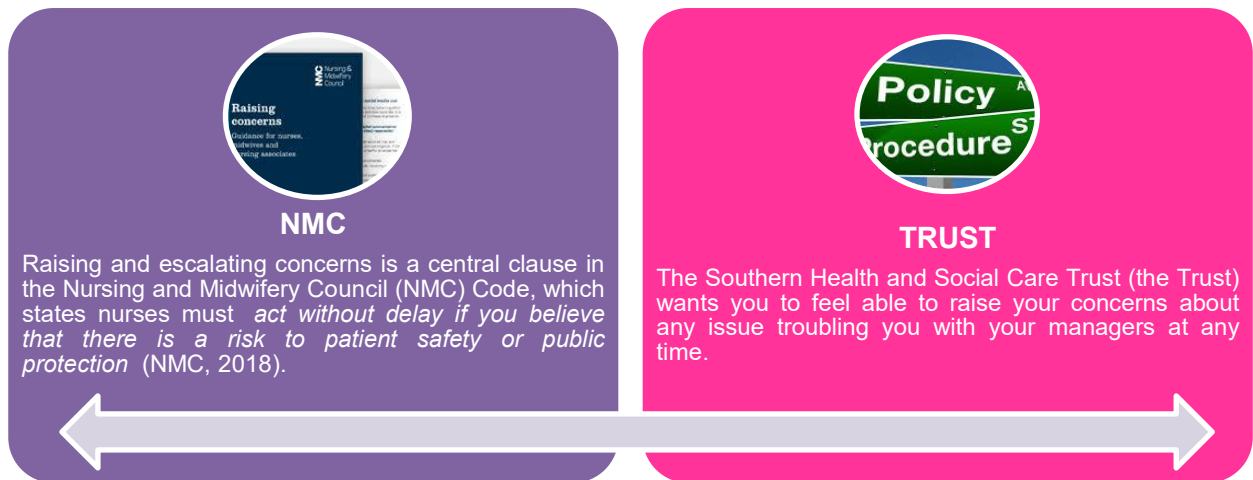 NMC Nursing &
Midwifery
Council
Raising
concerns
Guidance for nurses,
midwives and
nursing associates
NMC
Raising and escalating concerns is a central clause in
the Nursing and Midwifery Council (NMC) Code, which
states nurses must act without delay if you believe
that there is a risk to patient safety or public
protection (NMC, 2018).
Policy
Procedure
TRUST
The Southern Health and Social Care Trust (the Trust)
wants you to feel able to raise your concerns about
any issue troubling you with your managers at any
time.